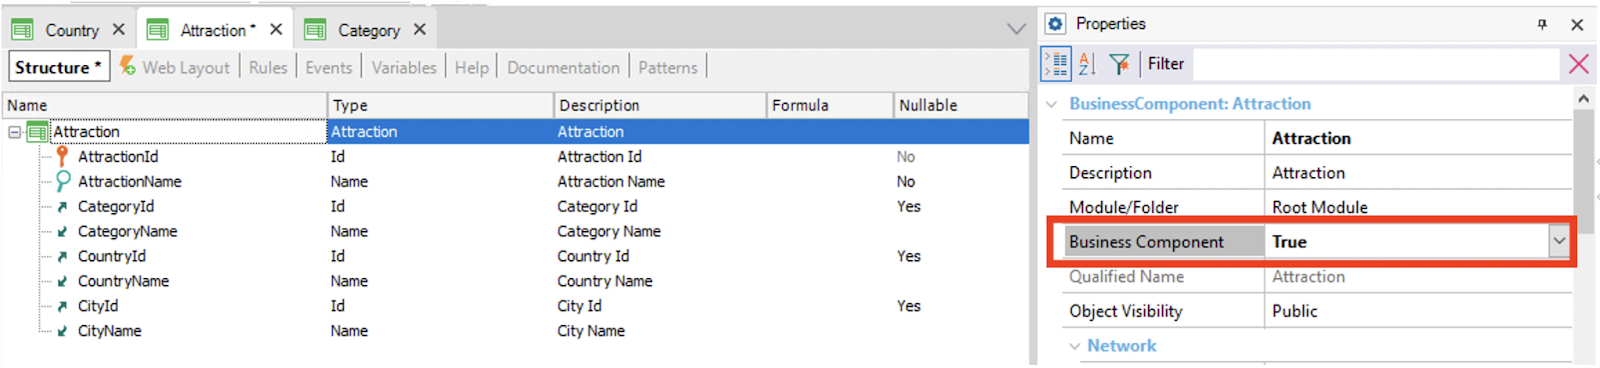 Country Attraction * Category Properties
Structure * Web Layout Rules Events Variables Help Documentation Patterns Filter
Name Type Description Formula Nullable
Attraction Attraction Attraction
AttractionId Id Attraction Id No
AttractionName Name Attraction Name No
CategoryId Id Category Id Yes
CategoryName Name Category Name
CountryId Id Country Id Yes
CountryName Name Country Name
CityId Id City Id Yes
CityName Name City Name
BusinessComponent: Attraction
Name Attraction
Description Attraction
Module/Folder Root Module
Business Component True
Qualified Name Attraction
Object Visibility Public
Network